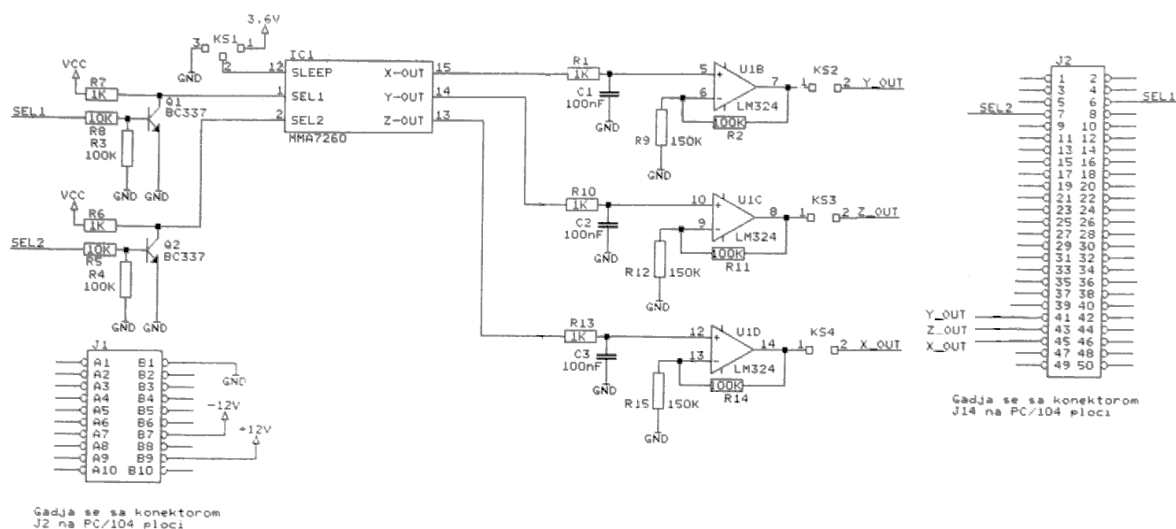 3.6V
KS1
3
1
2
GND
IC1
12 SLEEP X-OUT 15
1 SEL1 Y-OUT 14
2 SEL2 Z-OUT 13
MMA7260
VCC
R7
1K
Q1
BC337
SEL1
10K
R8
R3
100K
GND
GND
VCC
R6
1K
SEL2
10K
R5
Q2
BC337
R4
100K
GND
GND
R1
1K
C1
100nF
GND
5
6
7
U1B
LM324
100K
R2
R9
150K
GND
KS2
1
2
Y_OUT
R10
1K
C2
100nF
GND
10
9
8
U1C
LM324
100K
R11
R12
150K
GND
KS3
1
2
Z_OUT
R13
1K
C3
100nF
GND
12
13
14
U1D
LM324
100K
R14
R15
150K
GND
KS4
1
2
X_OUT
J1
A1 B1
A2 B2
A3 B3
A4 B4
A5 B5
A6 B6
A7 B7
A8 B8
A9 B9
A10 B10
GND
-12V
+12V
Gadja se sa konektorom
J2 na PC/104 ploci
J2
1 2
3 4
5 6
7 8
9 10
11 12
13 14
15 16
17 18
19 20
21 22
23 24
25 26
27 28
29 30
31 32
33 34
35 36
37 38
39 40
41 42
43 44
45 46
47 48
49 50
SEL2
SEL1
Y_OUT
Z_OUT
X_OUT
Gadja se sa konektorom
J14 na PC/104 ploci